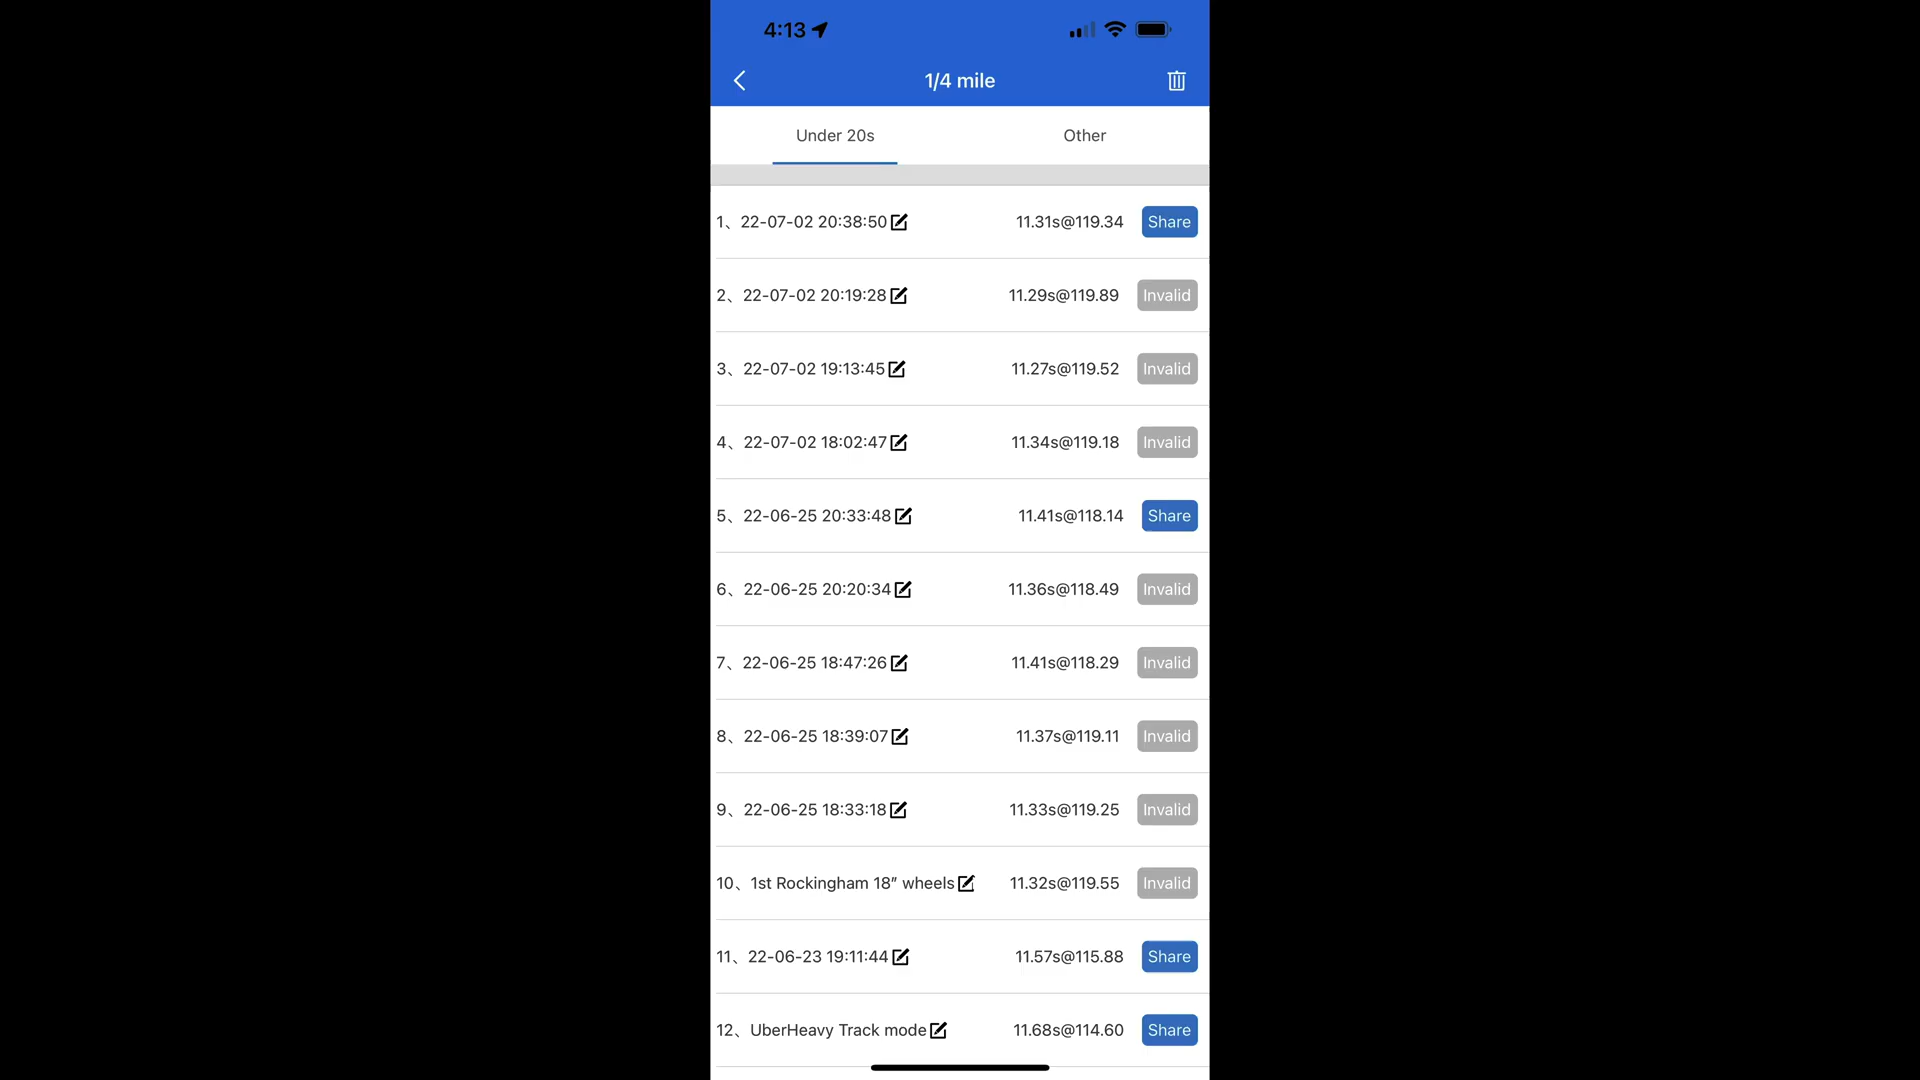 4:13
1/4 mile
Under 20s Other
1、22-07-02 20:38:50 11.31s@119.34 Share
2、22-07-02 20:19:28 11.29s@119.89 Invalid
3、22-07-02 19:13:45 11.27s@119.52 Invalid
4、22-07-02 18:02:47 11.34s@119.18 Invalid
5、22-06-25 20:33:48 11.41s@118.14 Share
6、22-06-25 20:20:34 11.36s@118.49 Invalid
7、22-06-25 18:47:26 11.41s@118.29 Invalid
8、22-06-25 18:39:07 11.37s@119.11 Invalid
9、22-06-25 18:33:18 11.33s@119.25 Invalid
10、1st Rockingham 18” wheels 11.32s@119.55 Invalid
11、22-06-23 19:11:44 11.57s@115.88 Share
12、UberHeavy Track mode 11.68s@114.60 Share